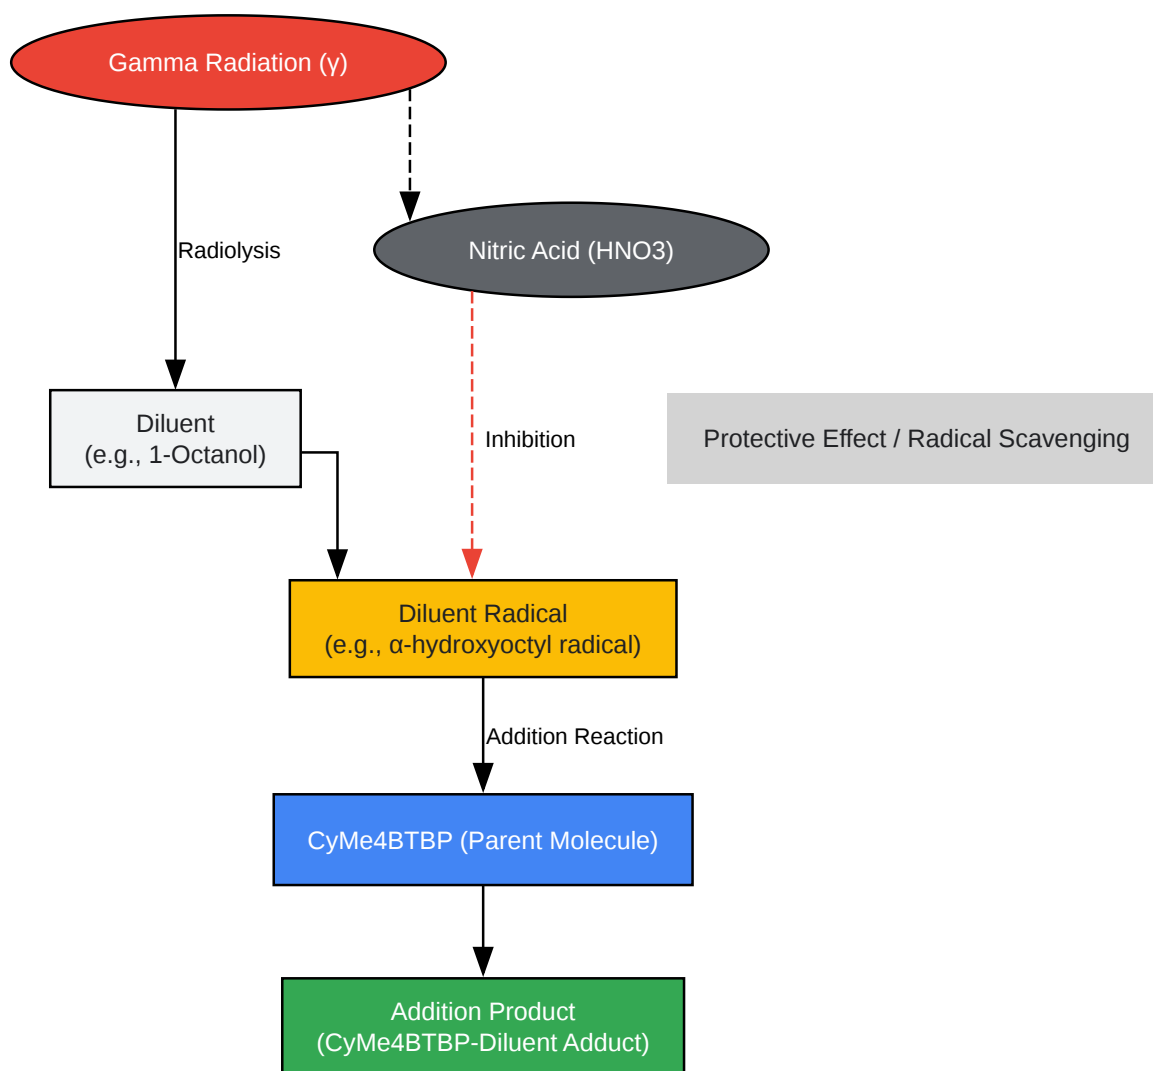 Gamma Radiation (γ)
Radiolysis
Nitric Acid (HNO3)
Diluent
(e.g., 1-Octanol)
Inhibition
Protective Effect / Radical Scavenging
Diluent Radical
(e.g., α-hydroxyoctyl radical)
Addition Reaction
CyMe4BTBP (Parent Molecule)
Addition Product
(CyMe4BTBP-Diluent Adduct)